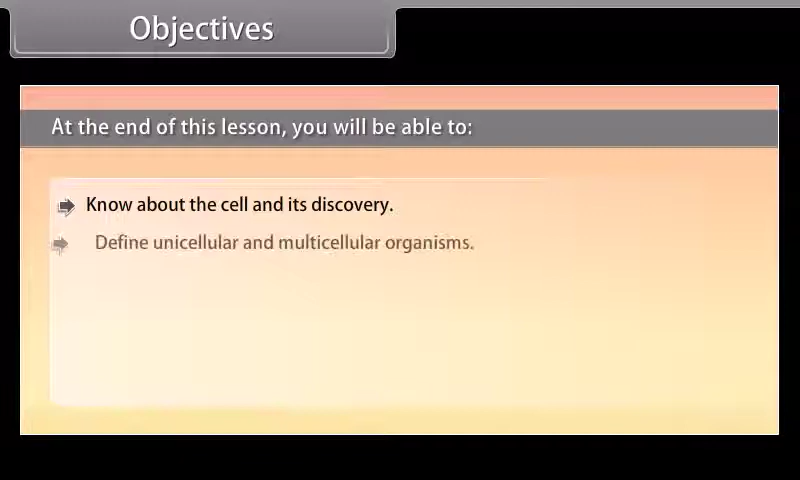 Objectives
At the end of this lesson, you will be able to:
Know about the cell and its discovery.
Define unicellular and multicellular organisms.